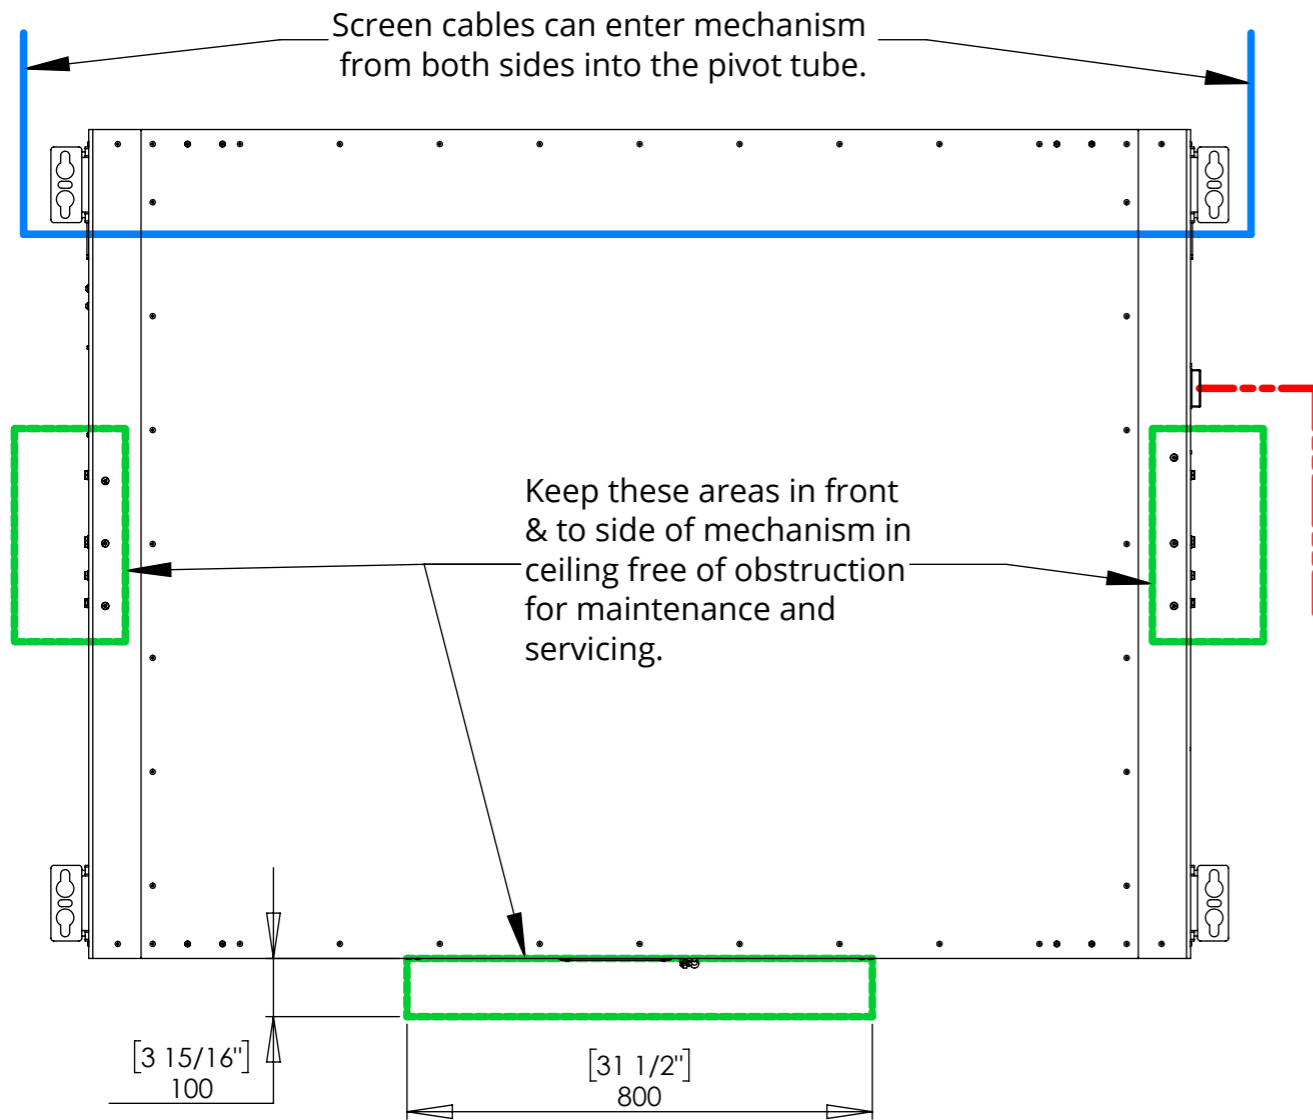 Screen cables can enter mechanism
from both sides into the pivot tube.
Keep these areas in front
& to side of mechanism in
ceiling free of obstruction
for maintenance and
servicing.
[3 15/16"]
100
[31 1/2"]
800